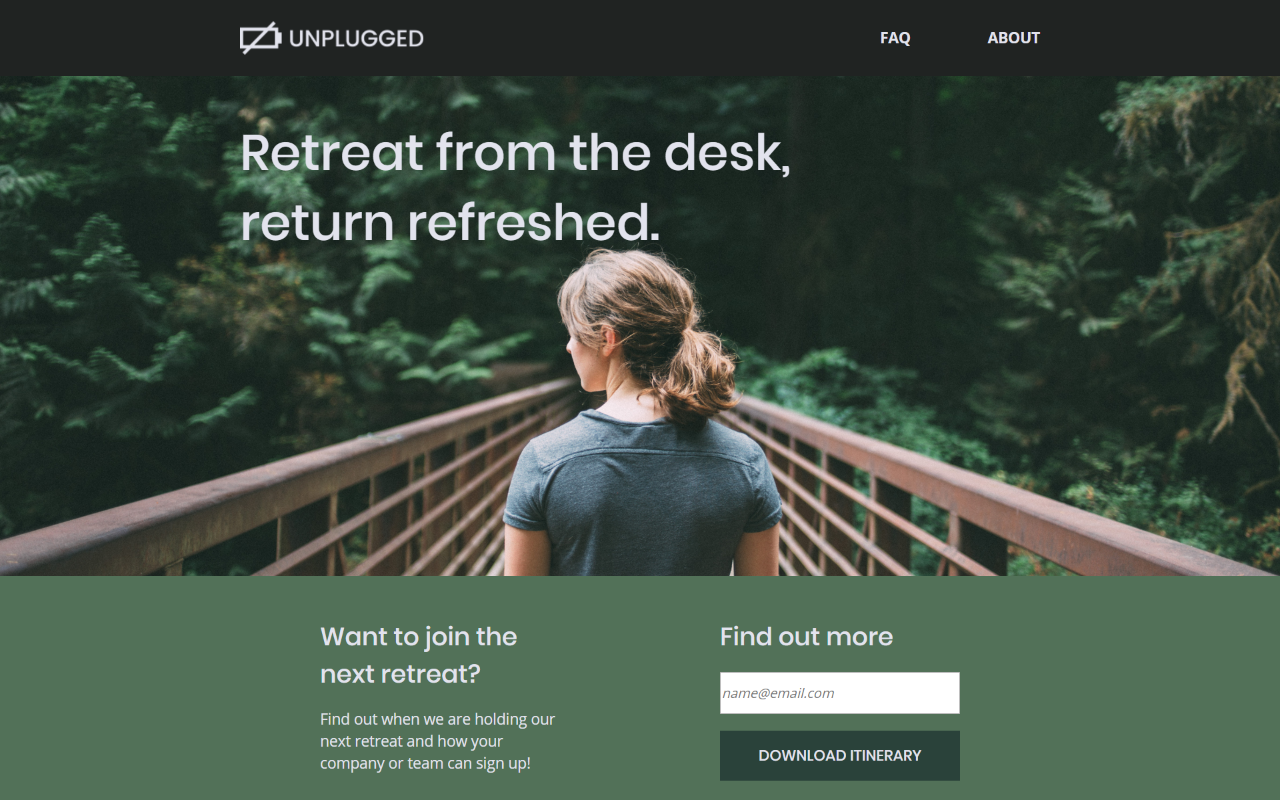 UNPLUGGED
FAQ
ABOUT
Retreat from the desk,
return refreshed.
Want to join the
next retreat?
Find out when we are holding our
next retreat and how your
company or team can sign up!
Find out more
name@email.com
DOWNLOAD ITINERARY